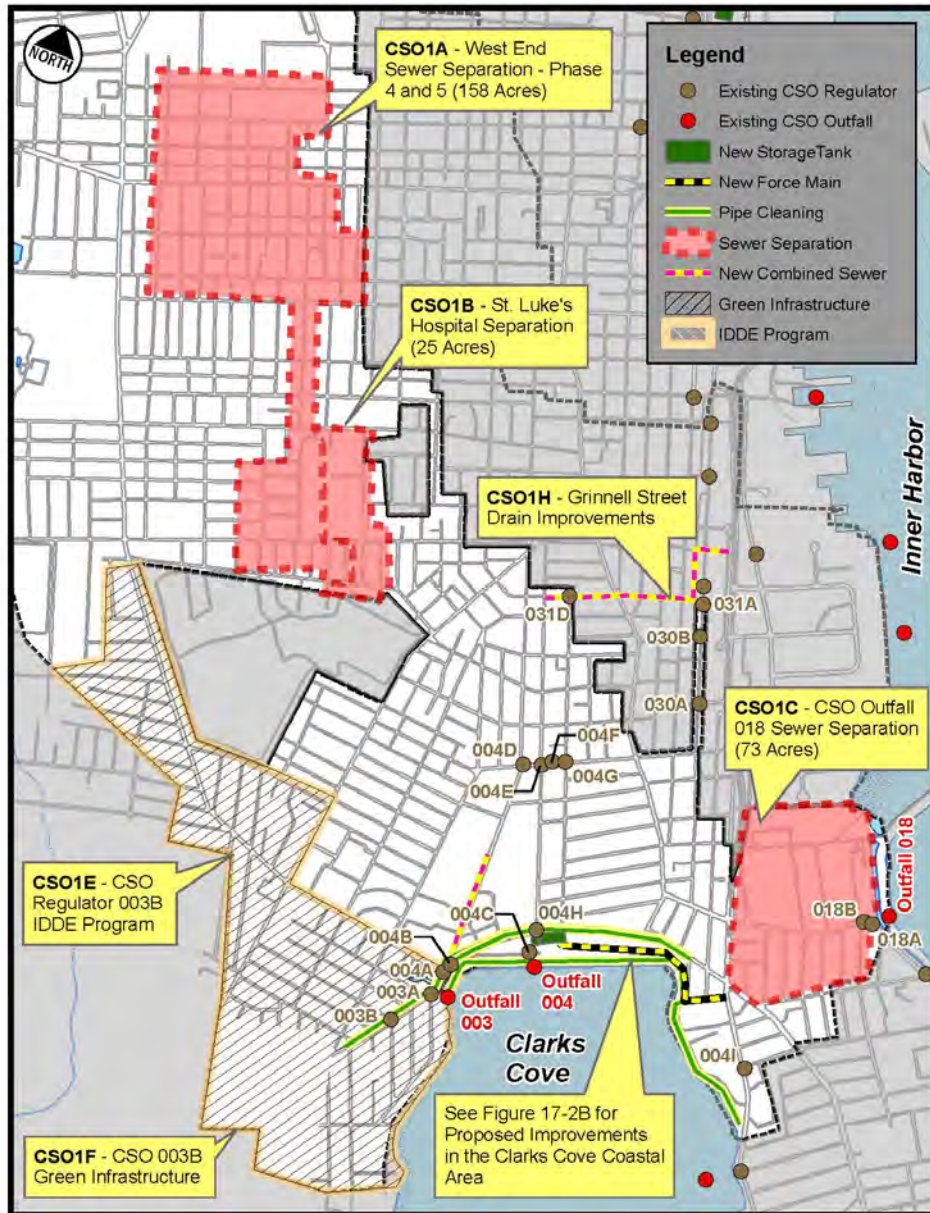 NORTH
CSO1A - West End
Sewer Separation - Phase
4 and 5 (158 Acres)
Legend
Existing CSO Regulator
Existing CSO Outfall
New StorageTank
New Force Main
Pipe Cleaning
Sewer Separation
New Combined Sewer
Green Infrastructure
IDDE Program
CSO1B - St. Luke's
Hospital Separation
(25 Acres)
CSO1H - Grinnell Street
Drain Improvements
Inner Harbor
031D
031A
030B
030A
CSO1C - CSO Outfall
018 Sewer Separation
(73 Acres)
004D
004F
004E
004G
CSO1E - CSO
Regulator 003B
IDDE Program
004C
004H
004B
004A
003A
003B
Outfall
003
Outfall
004
018B
018A
Outfall 018
Clarks
Cove
004I
See Figure 17-2B for
Proposed Improvements
in the Clarks Cove Coastal
Area
CSO1F - CSO 003B
Green Infrastructure